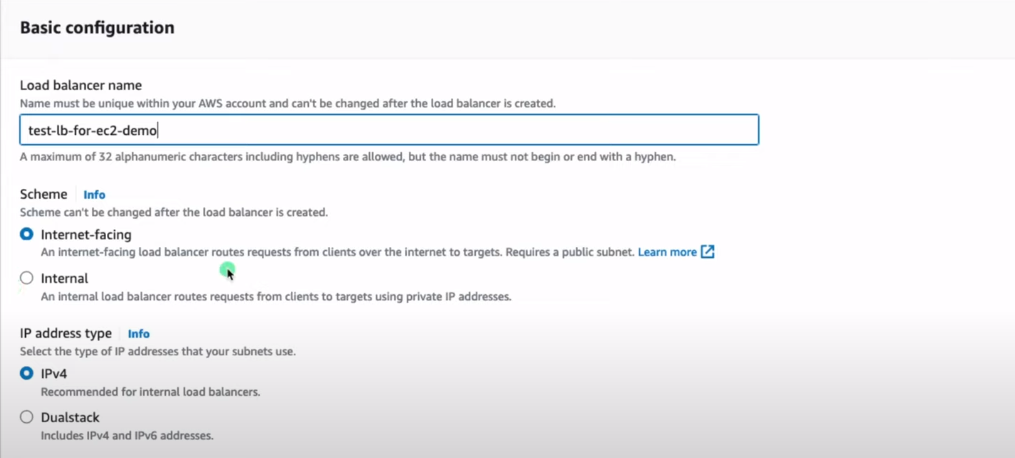 Basic configuration
Load balancer name
Name must be unique within your AWS account and can't be changed after the load balancer is created.
test-lb-for-ec2-demo
A maximum of 32 alphanumeric characters including hyphens are allowed, but the name must not begin or end with a hyphen.
Scheme Info
Scheme can't be changed after the load balancer is created.
Internet-facing
An internet-facing load balancer routes requests from clients over the internet to targets. Requires a public subnet. Learn more
Internal
An internal load balancer routes requests from clients to targets using private IP addresses.
IP address type Info
Select the type of IP addresses that your subnets use.
IPv4
Recommended for internal load balancers.
Dualstack
Includes IPv4 and IPv6 addresses.